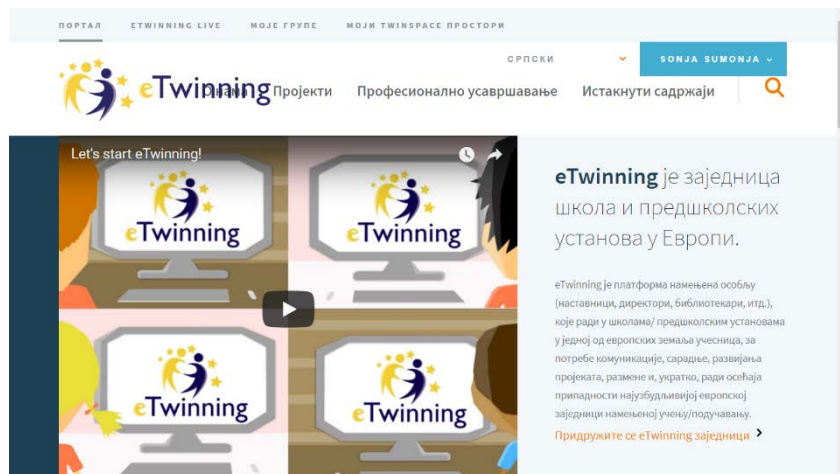 ПОРТАЛ ETWINNING LIVE МОЈЕ ГРУПЕ МОЈИ TWINSPACE ПРОСТОРИ
СРПСКИ SONJA SUMONJA
eTwinning
О нама Пројекти Професионално усавршавање Истакнути садржаји
Let's start eTwinning!
eTwinning eTwinning
eTwinning eTwinning
eTwinning је заједница
школа и предшколских
установа у Европи.
eTwinning је платформа намењена особљу
(наставници, директори, библиотекари, итд.),
које ради у школама/ предшколским установама
у једној од европских земаља учесница, за
потребе комуникације, сарадње, развијања
пројеката, размене и, укратко, ради осећаја
припадности најузбудљивијој европској
заједници намењеној учењу/подучавању.
Придружите се eTwinning заједници